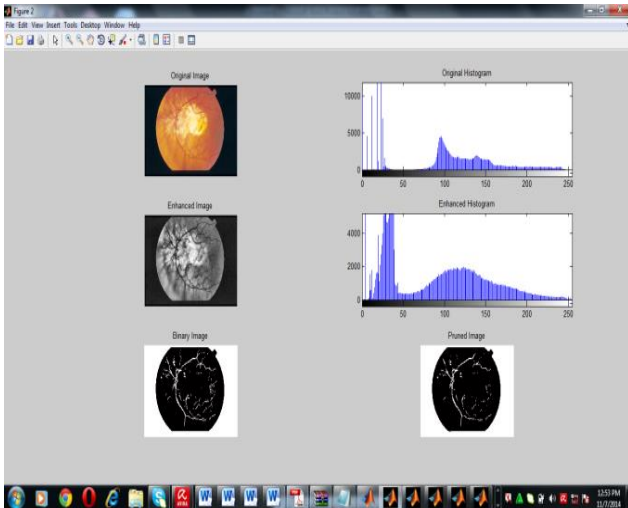 Figure 2
File Edit View Insert Tools Desktop Window Help
Original Image
Original Histogram
10000
5000
0
0 50 100 150 200 250
Enhanced Image
Enhanced Histogram
4000
2000
0
0 50 100 150 200 250
Binary Image
Pruned Image
12:53 PM
11/7/2014